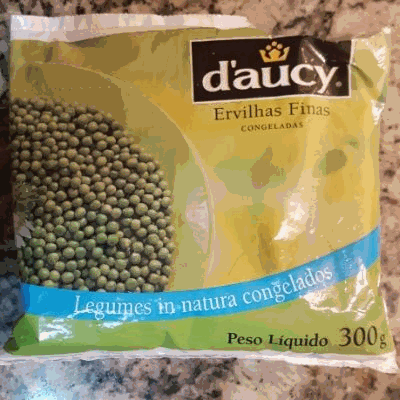 d'aucy.
Ervilhas Finas
CONGELADAS
Legumes in natura congelados
Peso Líquido 300g